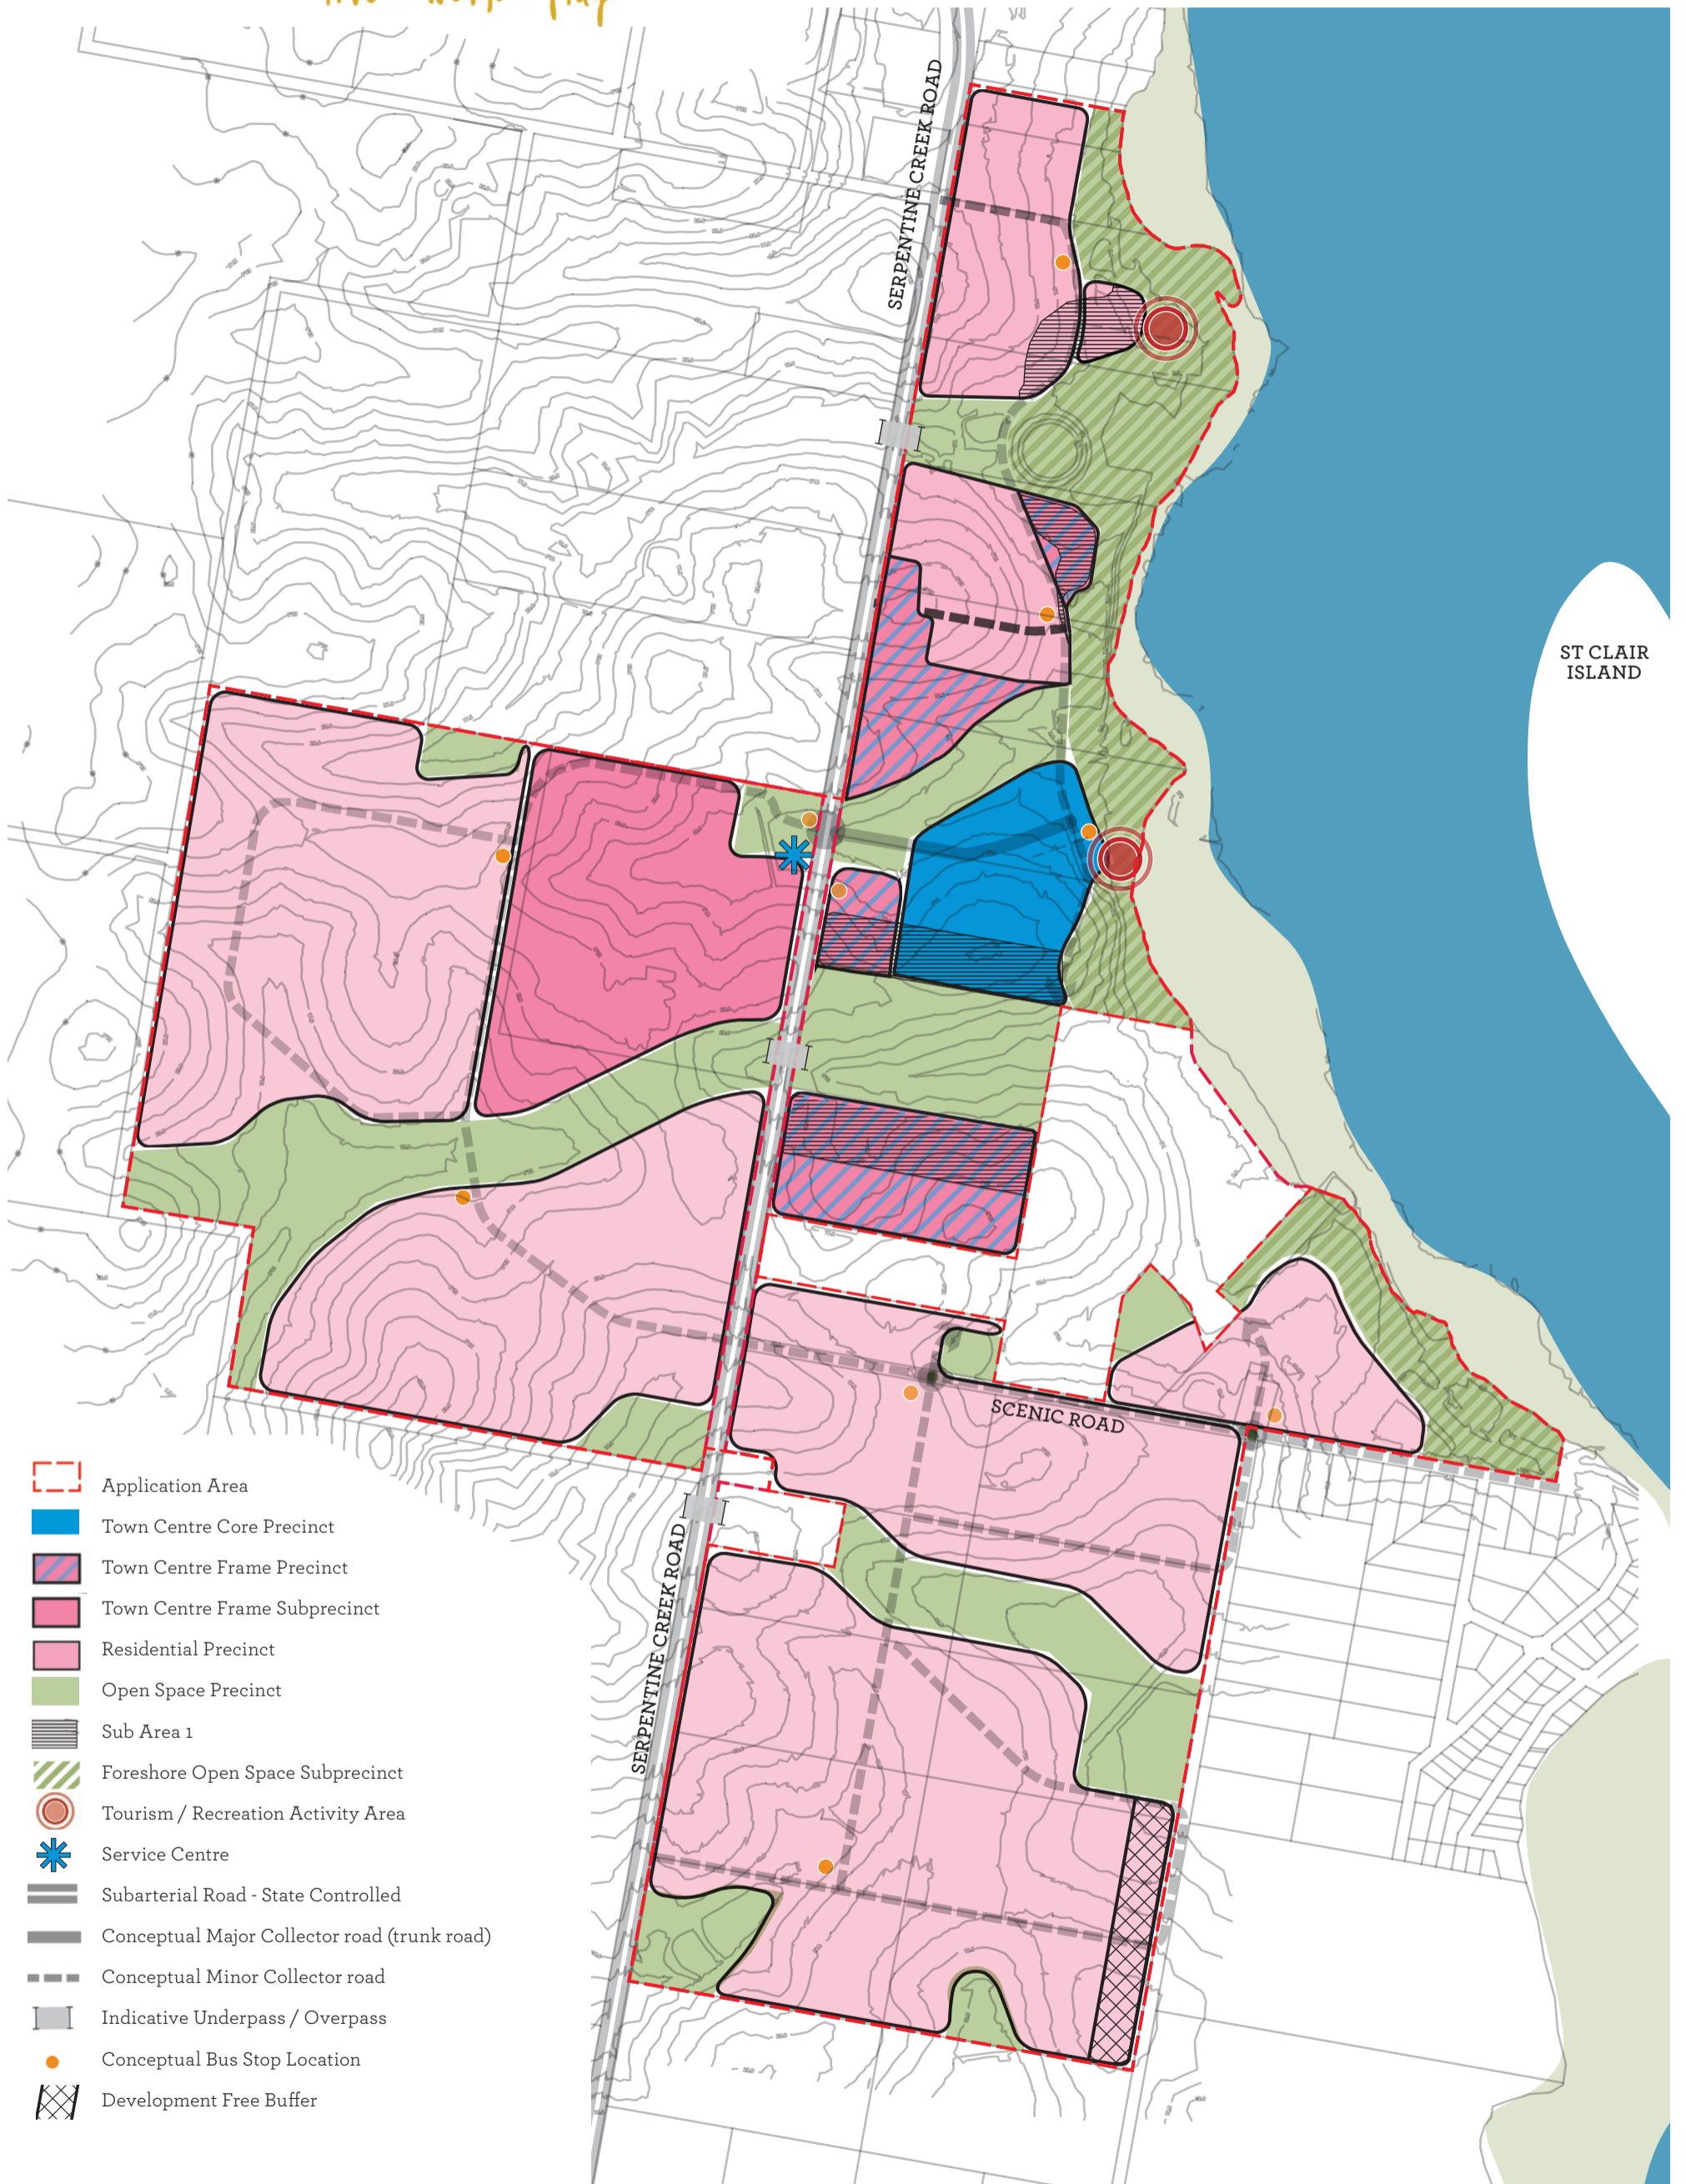 SERPENTINE CREEK ROAD
ST CLAIR
ISLAND
SCENIC ROAD
SERPENTINE CREEK ROAD
Application Area
Town Centre Core Precinct
Town Centre Frame Precinct
Town Centre Frame Subprecinct
Residential Precinct
Open Space Precinct
Sub Area 1
Foreshore Open Space Subprecinct
Tourism / Recreation Activity Area
Service Centre
Subarterial Road - State Controlled
Conceptual Major Collector road (trunk road)
Conceptual Minor Collector road
Indicative Underpass / Overpass
Conceptual Bus Stop Location
Development Free Buffer